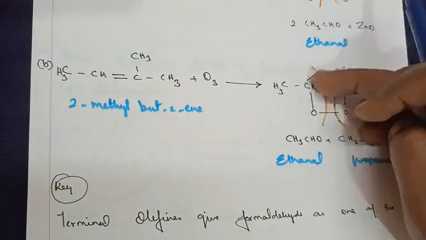 2 CH3CHO + ZnO
Ethanal
(b) H3C - CH = C - CH3 + O3 → H3C - C
CH3
O O
2-methyl but-2-ene
CH3CHO + CH3
Ethanal
Key
Terminal Olefines give formaldehyde as one of the